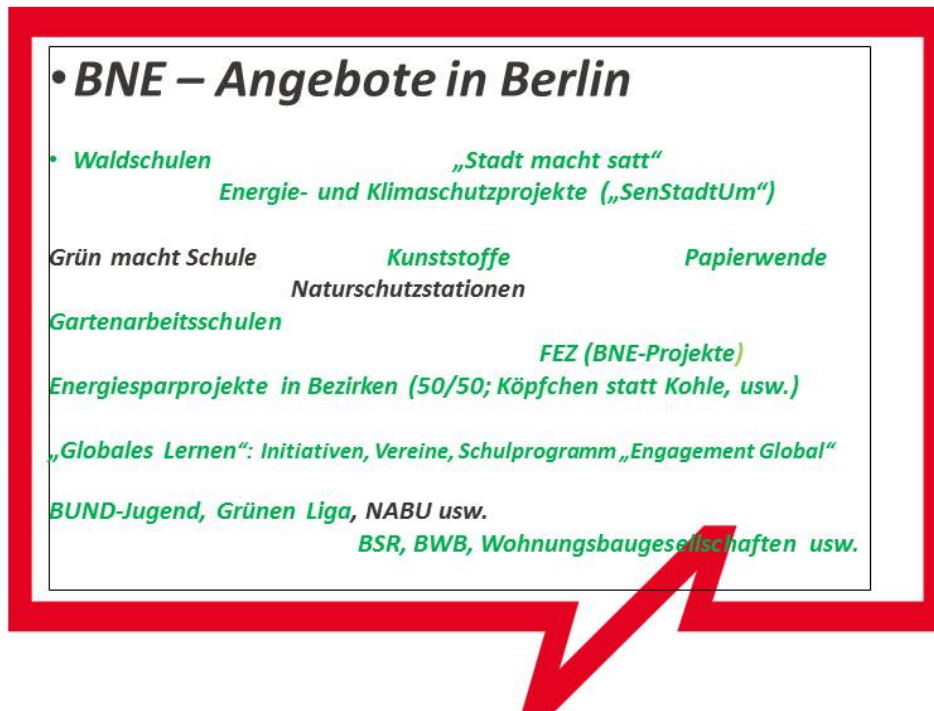 • BNE – Angebote in Berlin
• Waldschulen „Stadt macht satt“
Energie- und Klimaschutzprojekte („SenStadtUm“)
Grün macht Schule Kunststoffe Papierwende
Naturschutzstationen
Gartenarbeitsschulen
FEZ (BNE-Projekte)
Energiesparprojekte in Bezirken (50/50; Köpfchen statt Kohle, usw.)
„Globales Lernen“: Initiativen, Vereine, Schulprogramm „Engagement Global“
BUND-Jugend, Grünen Liga, NABU usw.
BSR, BWB, Wohnungsbaugesellschaften usw.